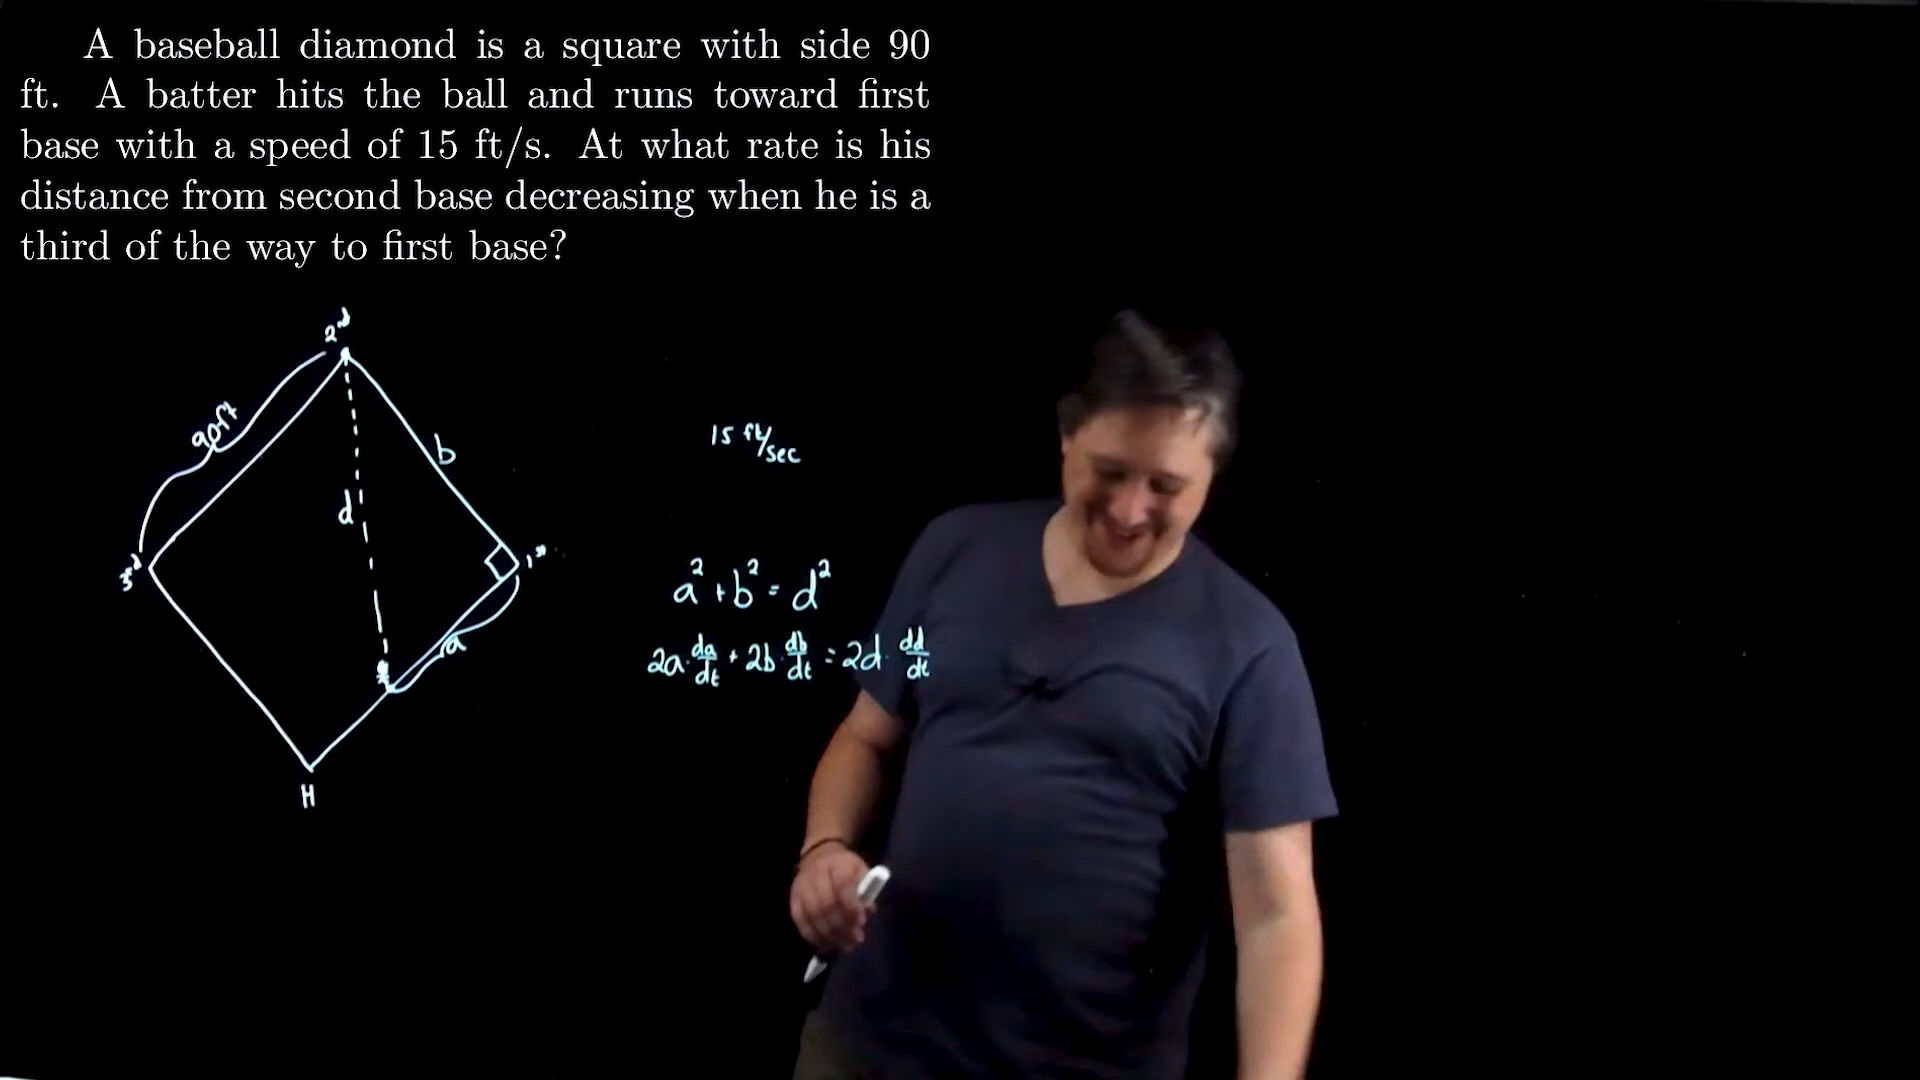 A baseball diamond is a square with side 90
ft. A batter hits the ball and runs toward first
base with a speed of 15 ft/s. At what rate is his
distance from second base decreasing when he is a
third of the way to first base?
2ⁿᵈ
90ft
b
15 ft/sec
d
3ʳᵈ
1ˢᵗ
a² + b² = d²
2a · da/dt + 2b · db/dt = 2d · dd/dt
a
H